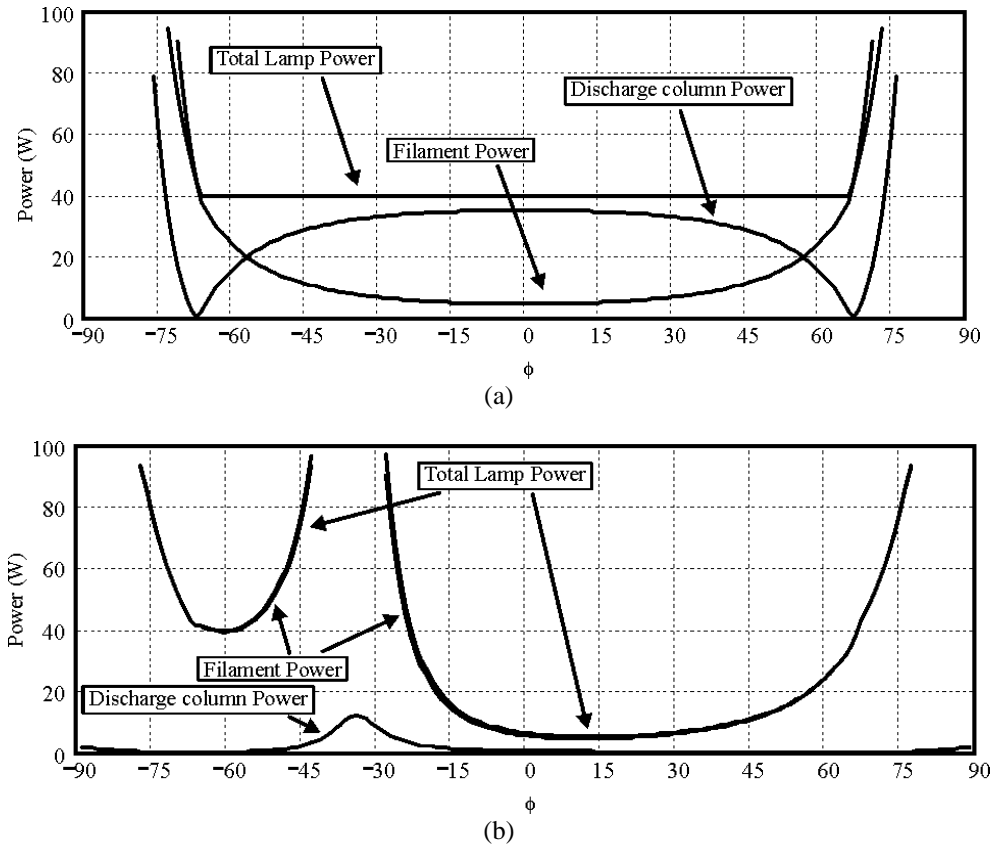 100
80
60
40
20
0
Power (W)
Total Lamp Power
Discharge column Power
Filament Power
−90 −75 −60 −45 −30 −15 0 15 30 45 60 75 90
ϕ
(a)
100
80
60
40
20
0
Power (W)
Total Lamp Power
Filament Power
Discharge column Power
−90 −75 −60 −45 −30 −15 0 15 30 45 60 75 90
ϕ
(b)